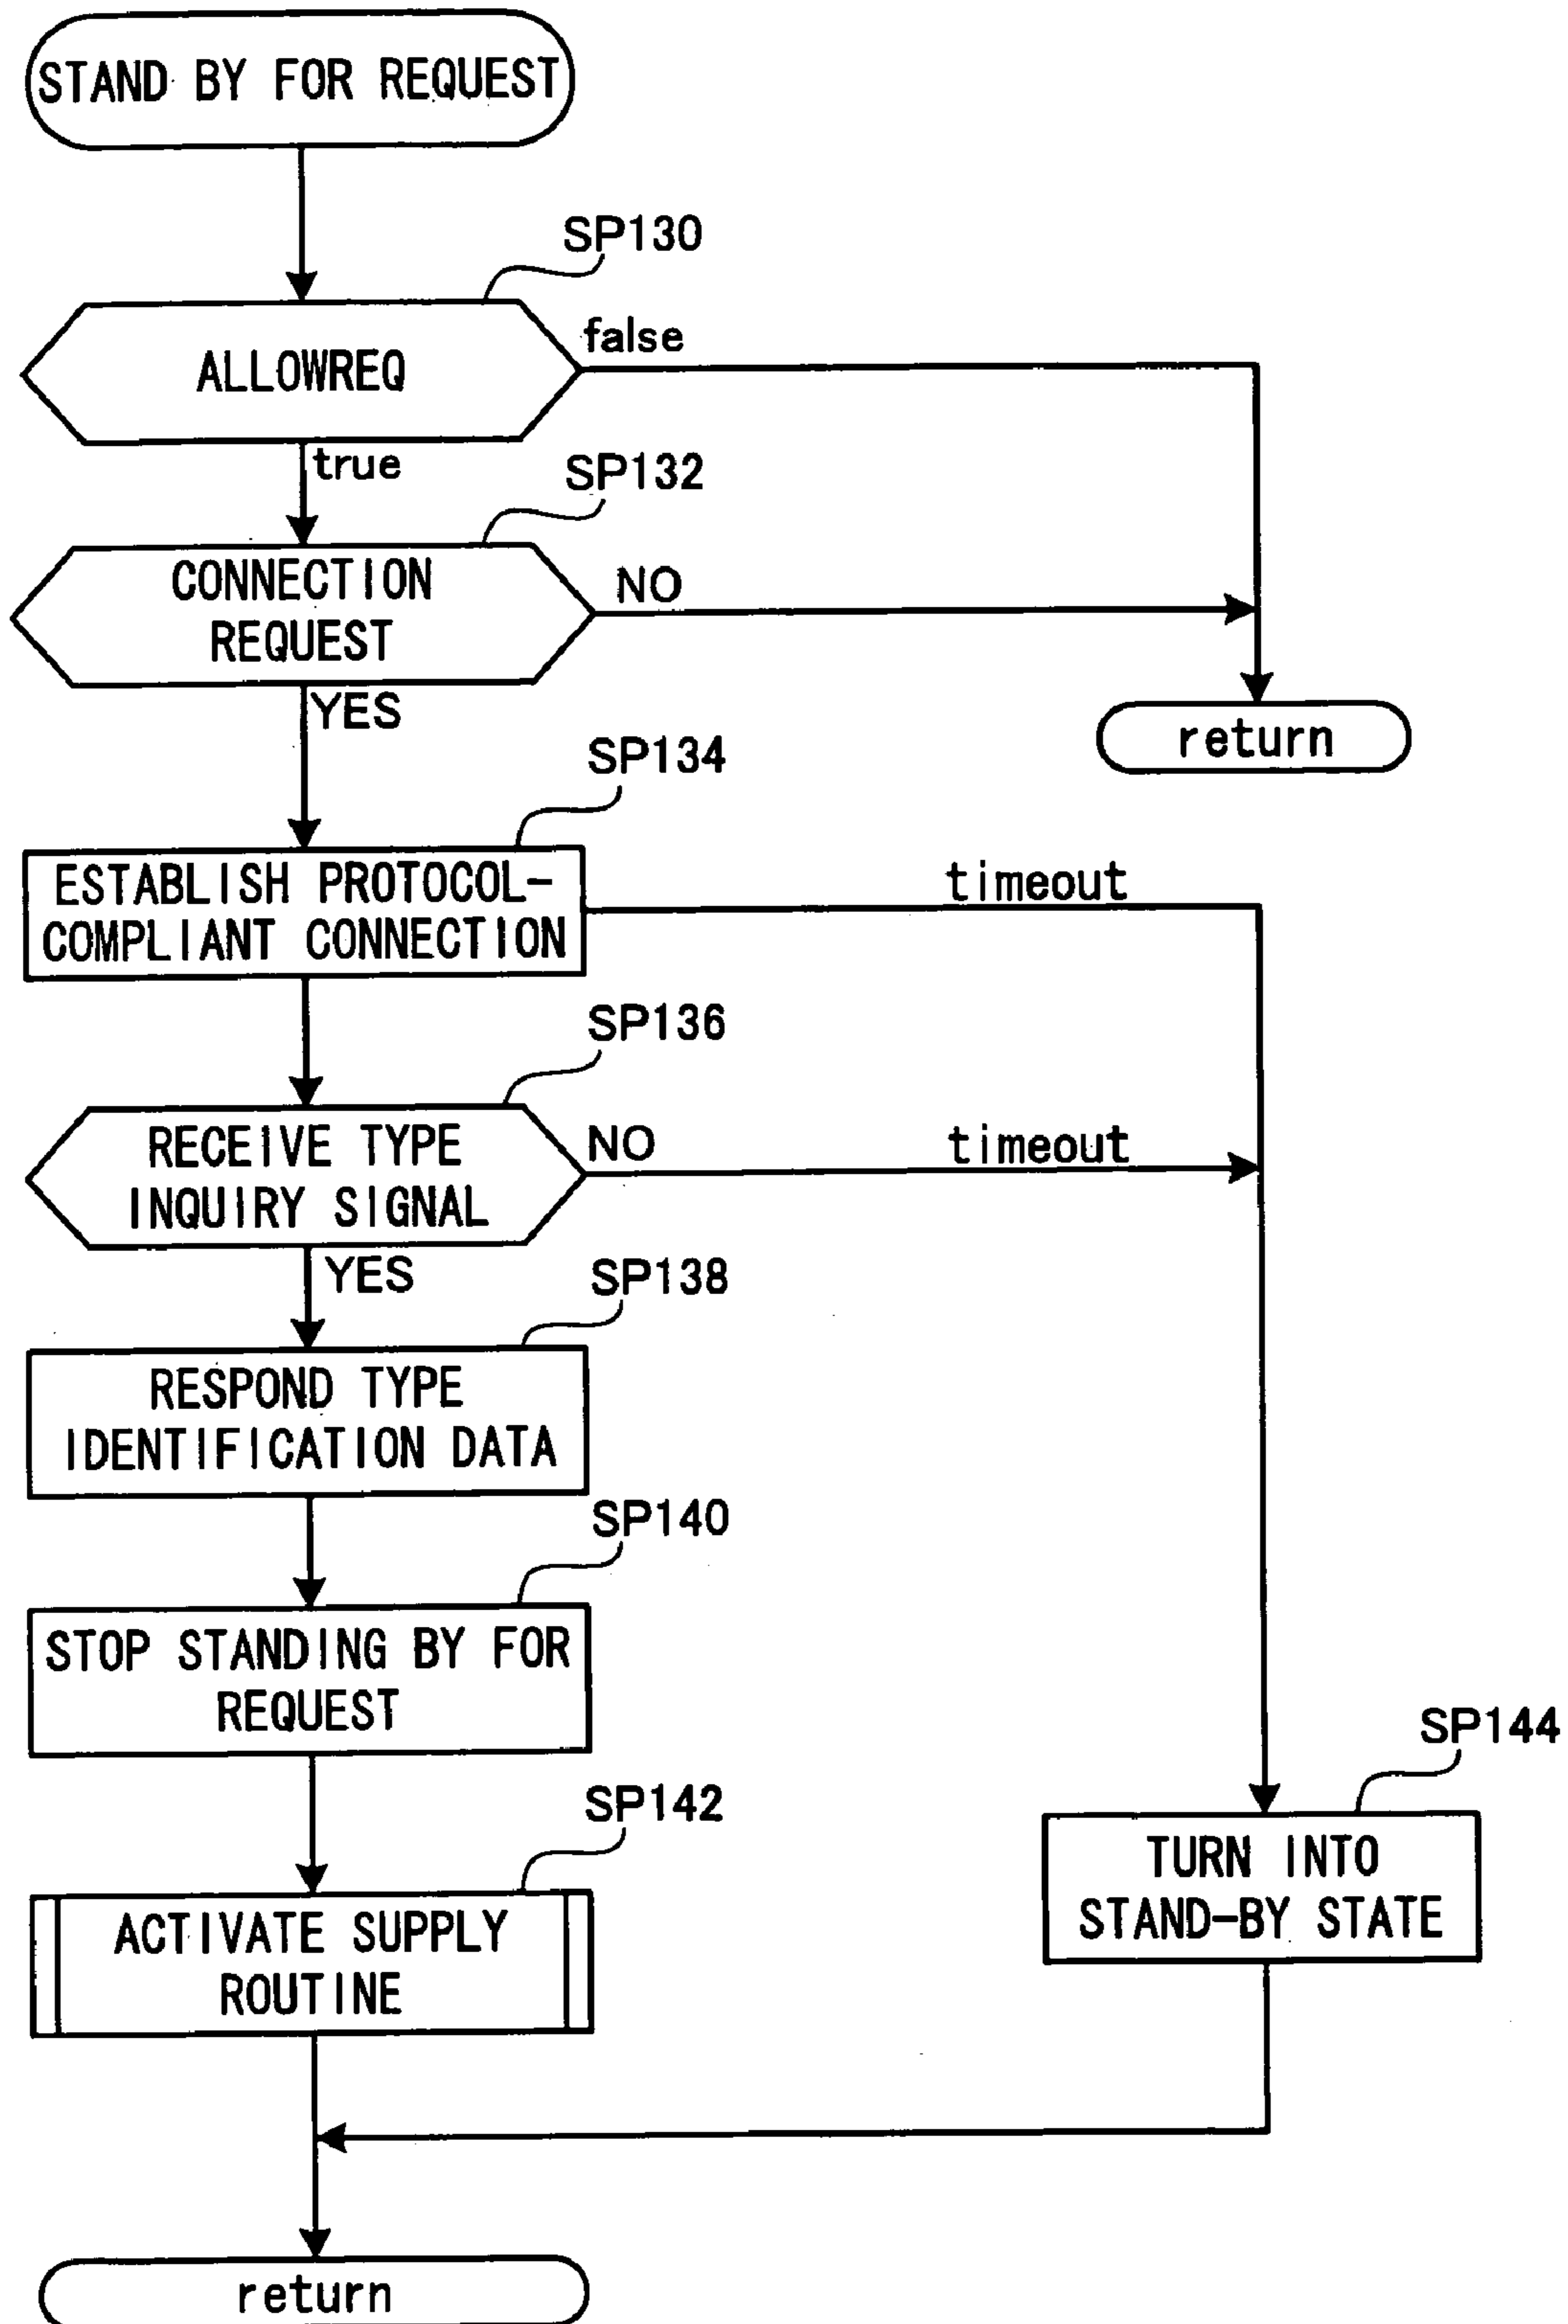 STAND BY FOR REQUEST
SP130
ALLOWREQ
false
true
SP132
CONNECTION
REQUEST
NO
YES
return
SP134
ESTABLISH PROTOCOL-
COMPLIANT CONNECTION
timeout
SP136
RECEIVE TYPE
INQUIRY SIGNAL
NO
timeout
YES
SP138
RESPOND TYPE
IDENTIFICATION DATA
SP140
STOP STANDING BY FOR
REQUEST
SP144
TURN INTO
STAND-BY STATE
SP142
ACTIVATE SUPPLY
ROUTINE
return